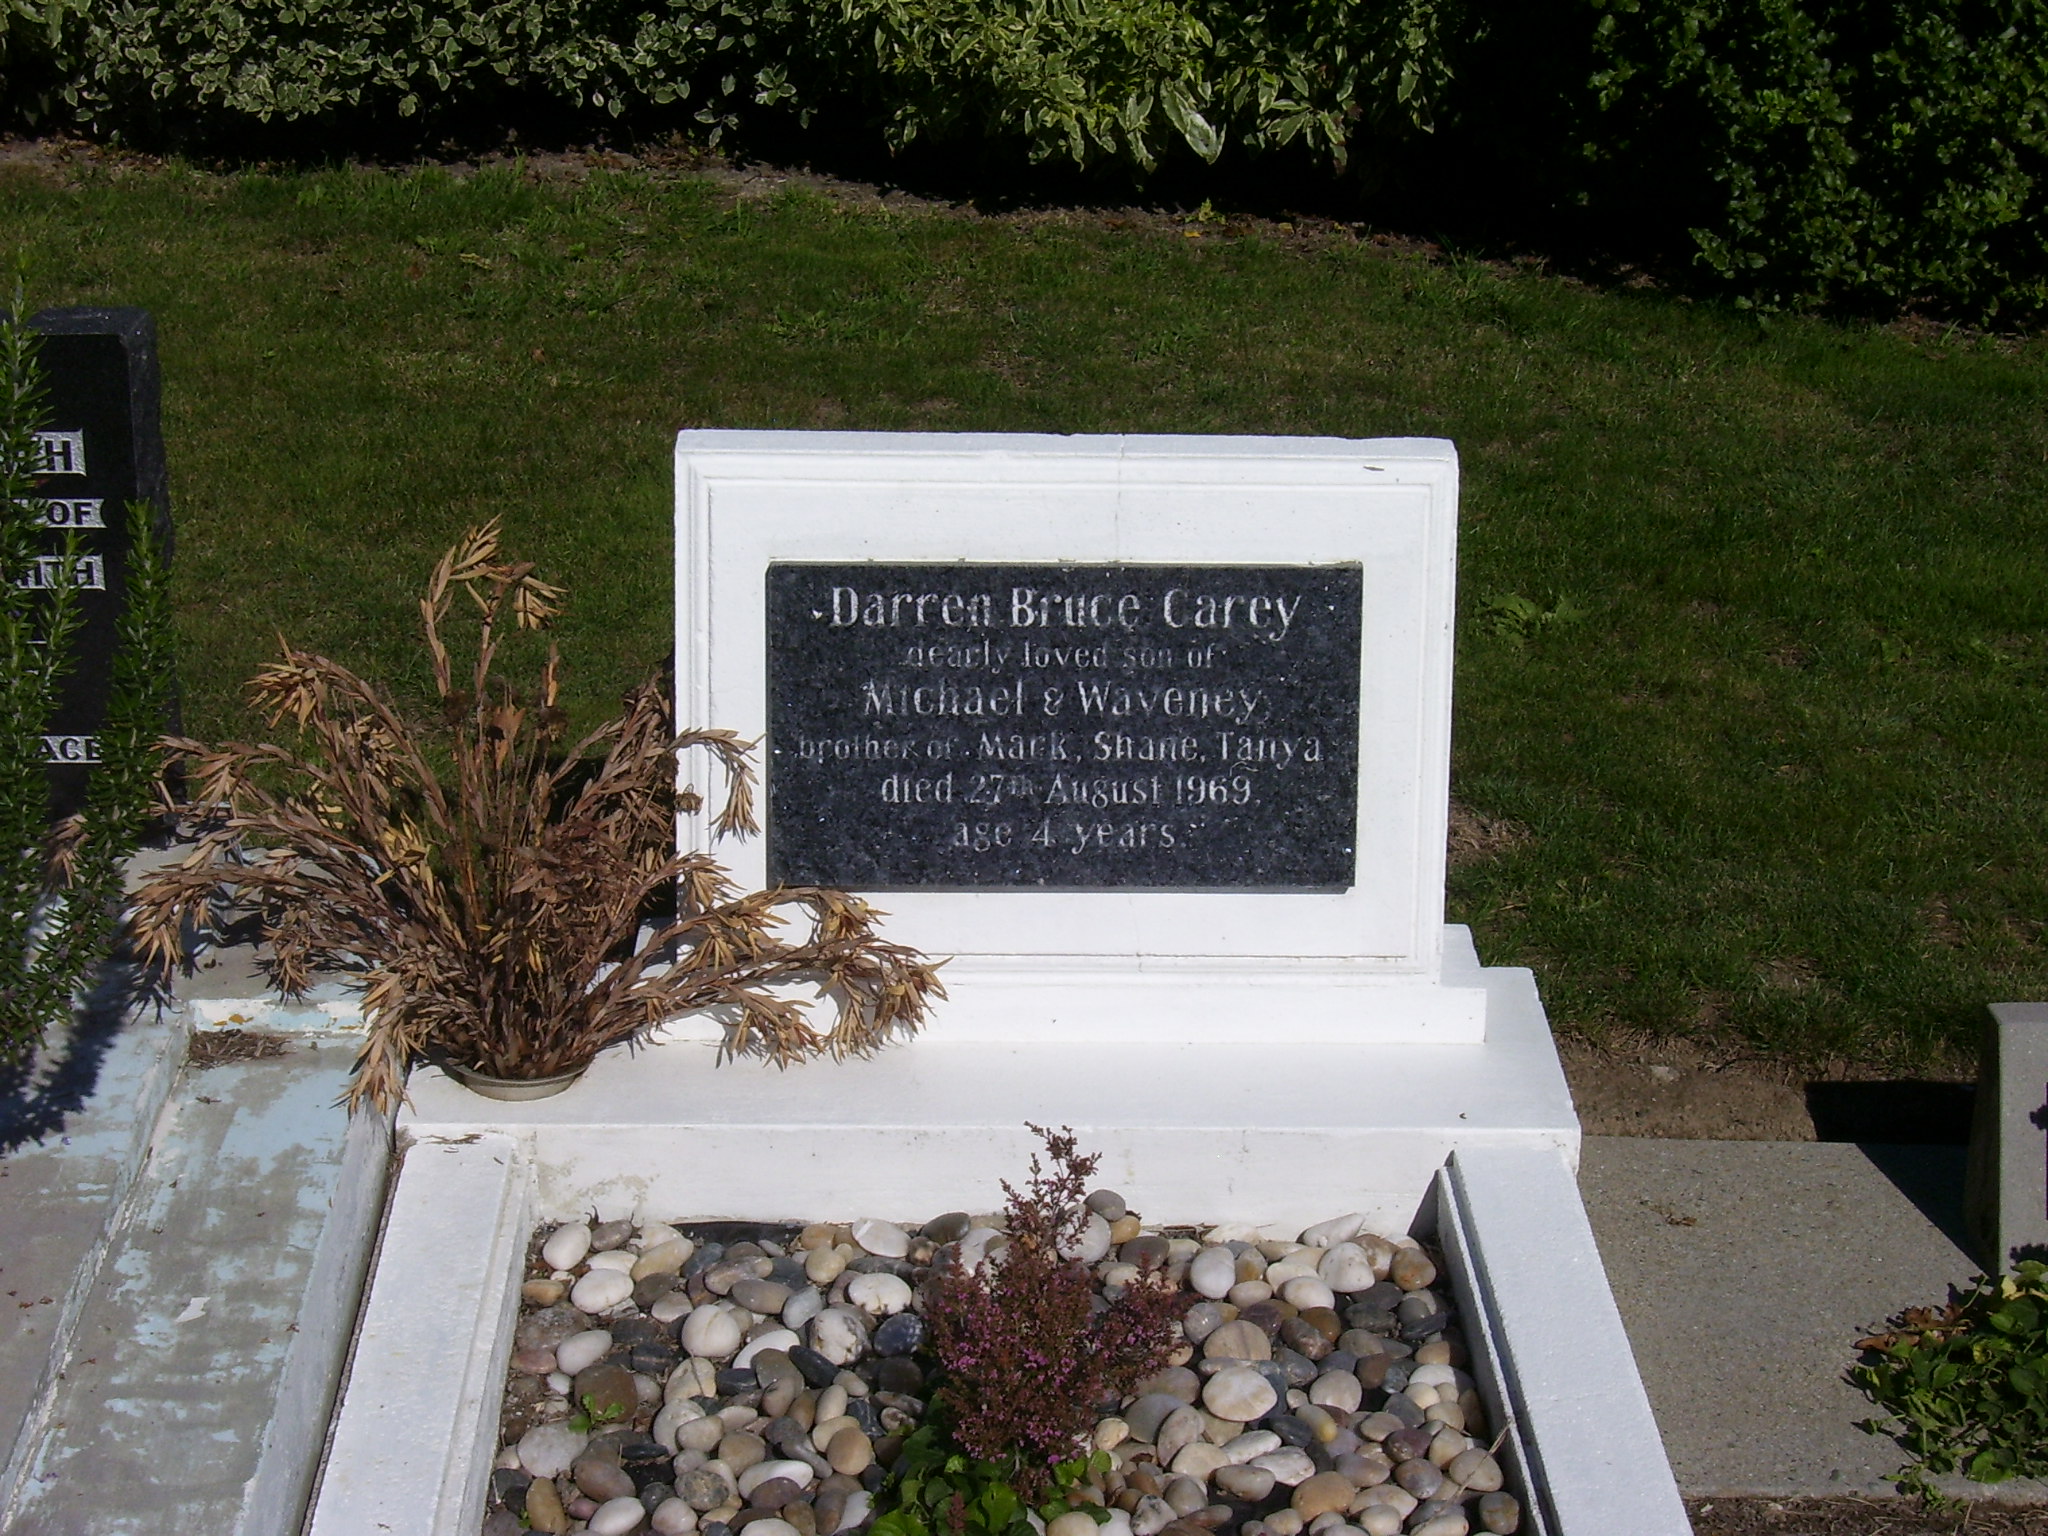 Darren Bruce Carey
dearly loved son of
Michael & Waveney
brother of Mark, Shane, Tanya
died 27th August 1969,
age 4 years.
OF